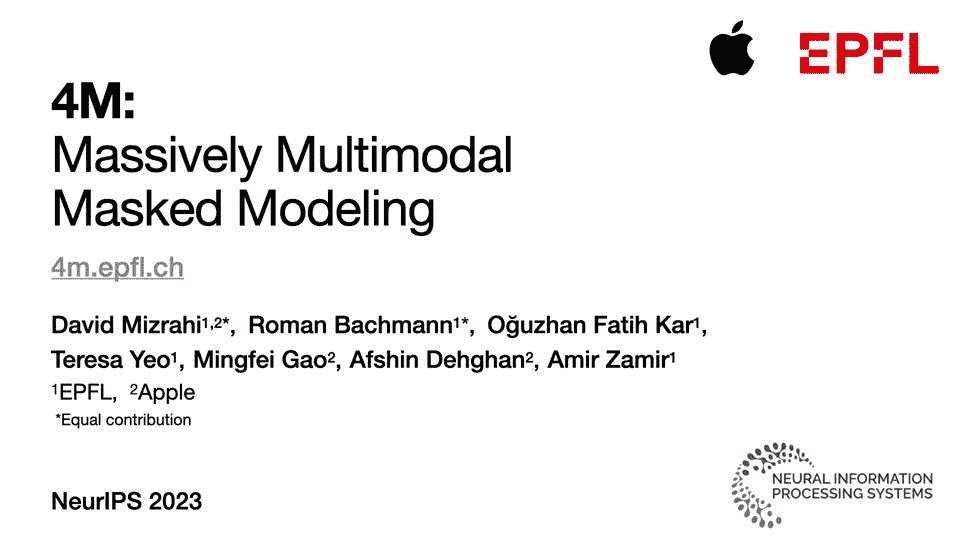 EPFL
4M:
Massively Multimodal
Masked Modeling
4m.epfl.ch
David Mizrahi¹,²*, Roman Bachmann¹*, Oğuzhan Fatih Kar¹,
Teresa Yeo¹, Mingfei Gao², Afshin Dehghan², Amir Zamir¹
¹EPFL, ²Apple
*Equal contribution
NeurIPS 2023
NEURAL INFORMATION
PROCESSING SYSTEMS